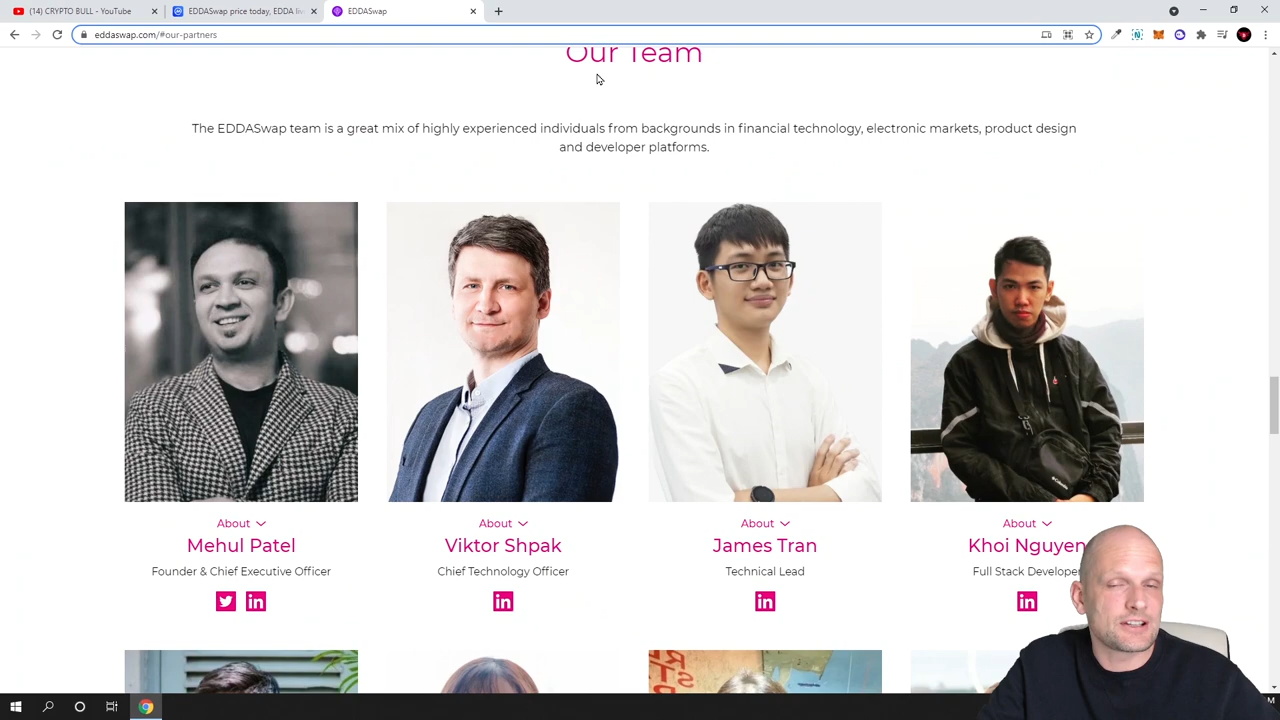 (14) CRYPTO BULL - YouTube
EDDASwap price today, EDDA liv
EDDASwap
eddaswap.com/#our-partners
Our Team
The EDDASwap team is a great mix of highly experienced individuals from backgrounds in financial technology, electronic markets, product design
and developer platforms.
About
Mehul Patel
Founder & Chief Executive Officer
About
Viktor Shpak
Chief Technology Officer
About
James Tran
Technical Lead
About
Khoi Nguyen
Full Stack Developer